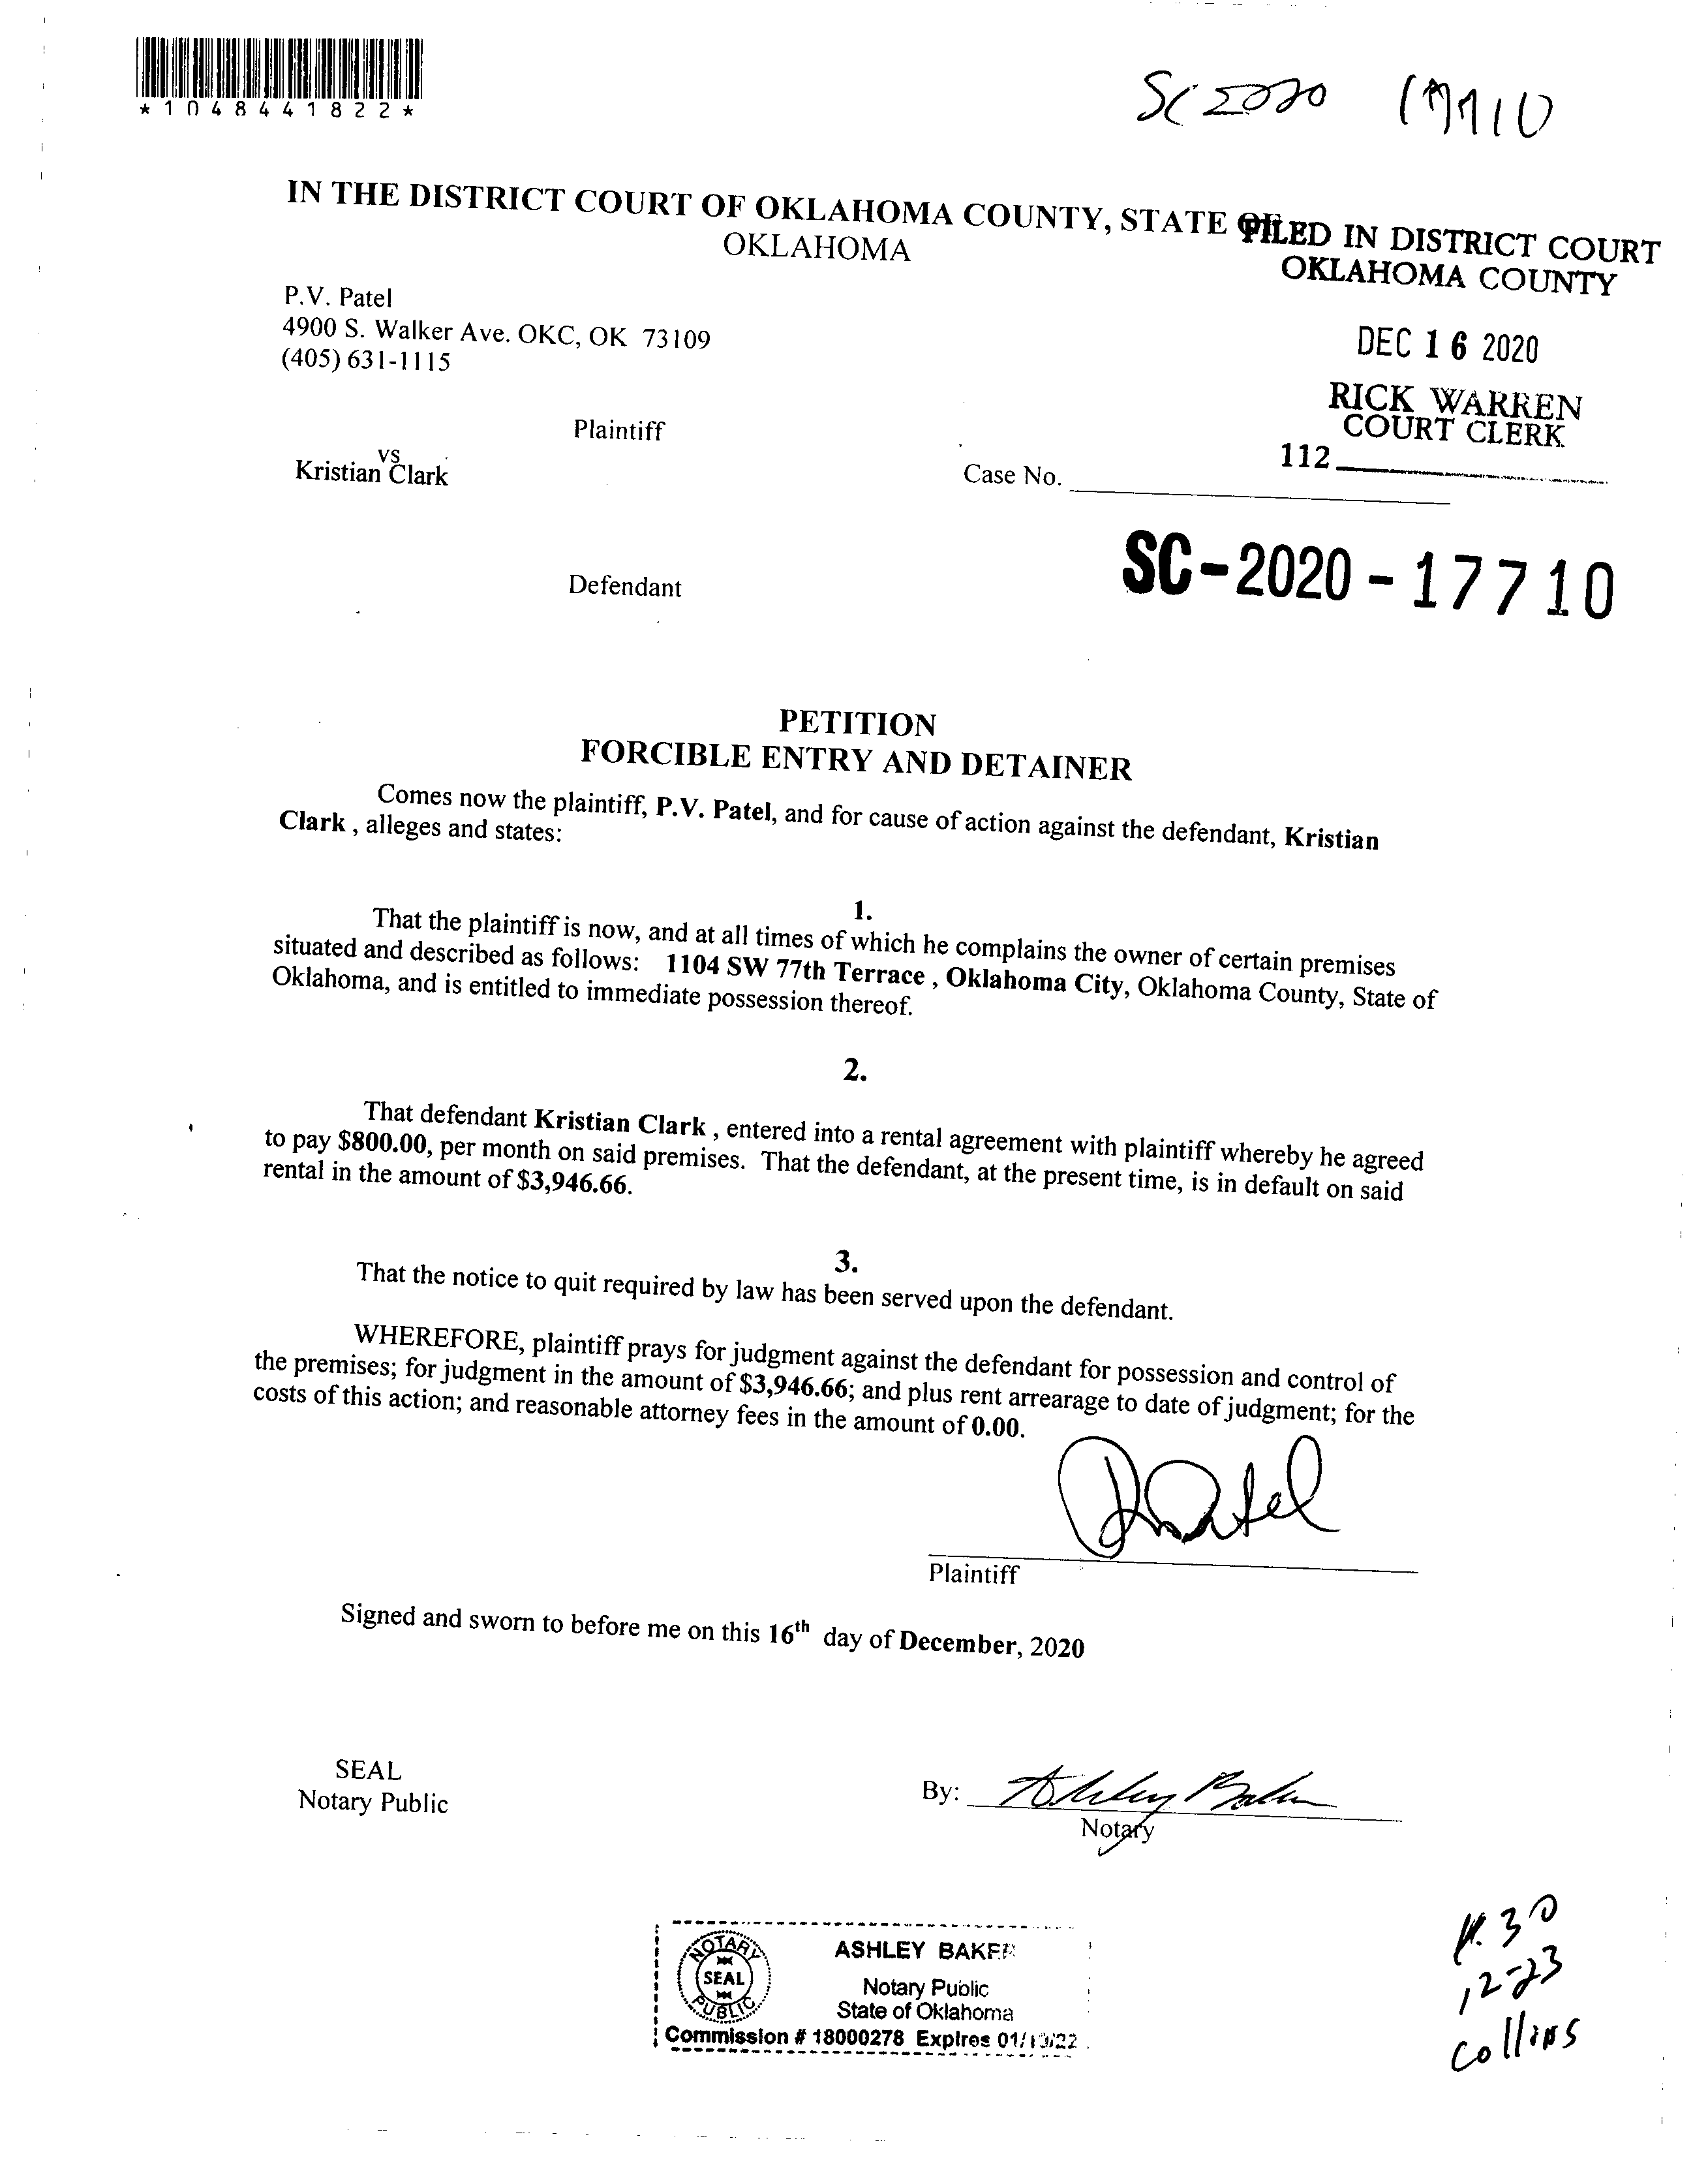 *1048441822*
SC 2020 17710
IN THE DISTRICT COURT OF OKLAHOMA COUNTY, STATE OF
OKLAHOMA
FILED IN DISTRICT COURT
OKLAHOMA COUNTY
P.V. Patel
4900 S. Walker Ave. OKC, OK 73109
(405) 631-1115
DEC 16 2020
RICK WARREN
COURT CLERK
112
Plaintiff
vs
Kristian Clark
Case No.
SC-2020-17710
Defendant
PETITION
FORCIBLE ENTRY AND DETAINER
Comes now the plaintiff, P.V. Patel, and for cause of action against the defendant, Kristian
Clark , alleges and states:
1.
That the plaintiff is now, and at all times of which he complains the owner of certain premises
situated and described as follows: 1104 SW 77th Terrace , Oklahoma City, Oklahoma County, State of
Oklahoma, and is entitled to immediate possession thereof.
2.
That defendant Kristian Clark , entered into a rental agreement with plaintiff whereby he agreed
to pay $800.00, per month on said premises. That the defendant, at the present time, is in default on said
rental in the amount of $3,946.66.
3.
That the notice to quit required by law has been served upon the defendant.
WHEREFORE, plaintiff prays for judgment against the defendant for possession and control of
the premises; for judgment in the amount of $3,946.66; and plus rent arrearage to date of judgment; for the
costs of this action; and reasonable attorney fees in the amount of 0.00.
Patel
Plaintiff
Signed and sworn to before me on this 16th day of December, 2020
SEAL
Notary Public
By: Ashley Baker
Notary
NOTARY
SEAL
PUBLIC
ASHLEY BAKER
Notary Public
State of Oklahoma
Commission # 18000278 Expires
30
12-23
Collins